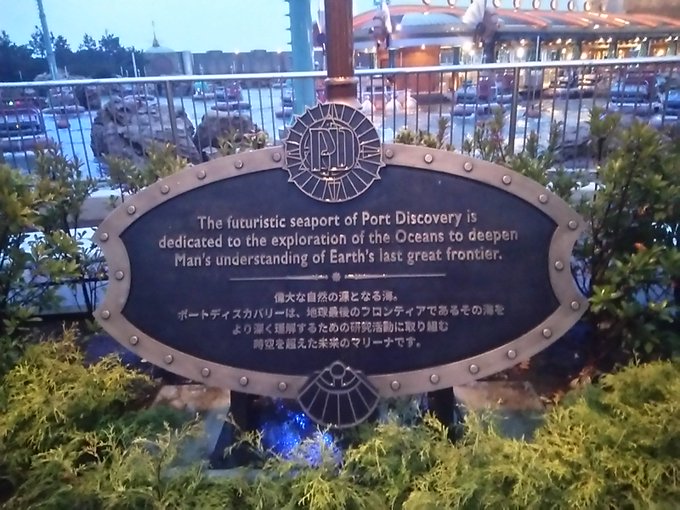 PD
The futuristic seaport of Port Discovery is
dedicated to the exploration of the Oceans to deepen
Man's understanding of Earth's last great frontier.
偉大な自然の源となる海。
ポートディスカバリーは、地球最後のフロンティアであるその海を
より深く理解するための研究活動に取り組む
時空を超えた未来のマリーナです。